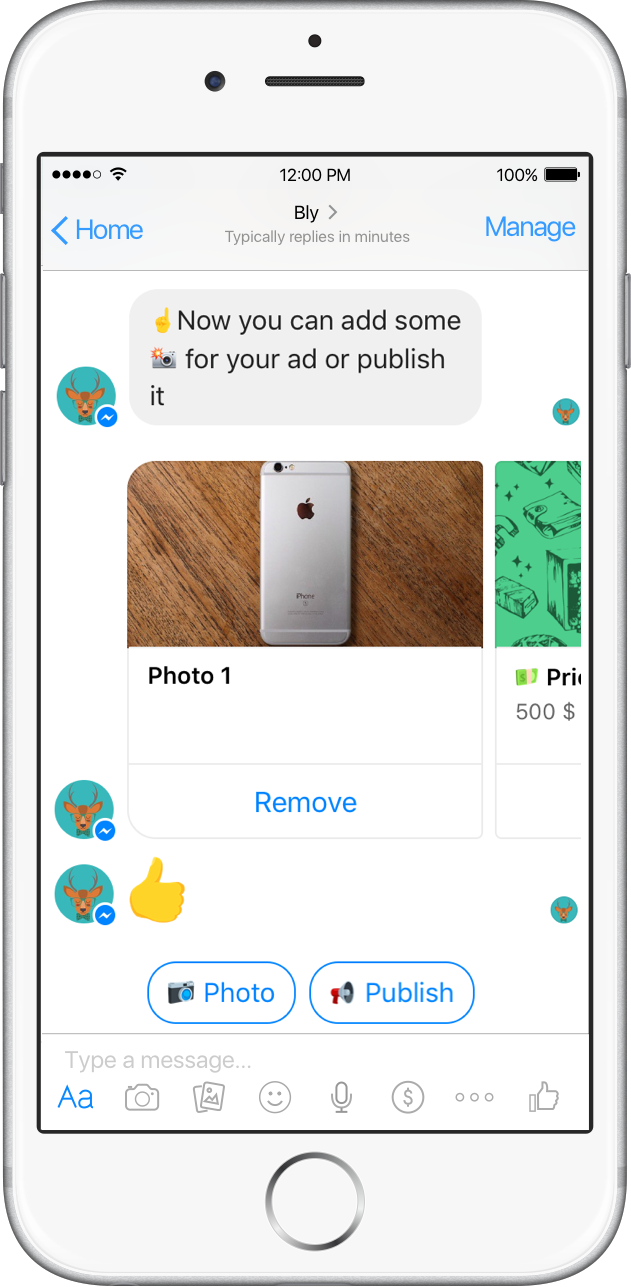 12:00 PM
100%
Home
Bly
Manage
Typically replies in minutes
☝Now you can add some
📸 for your ad or publish
it
iPhone
Photo 1
💵 Pric
500 $
Remove
👍
📷 Photo
📢 Publish
Type a message...
Aa